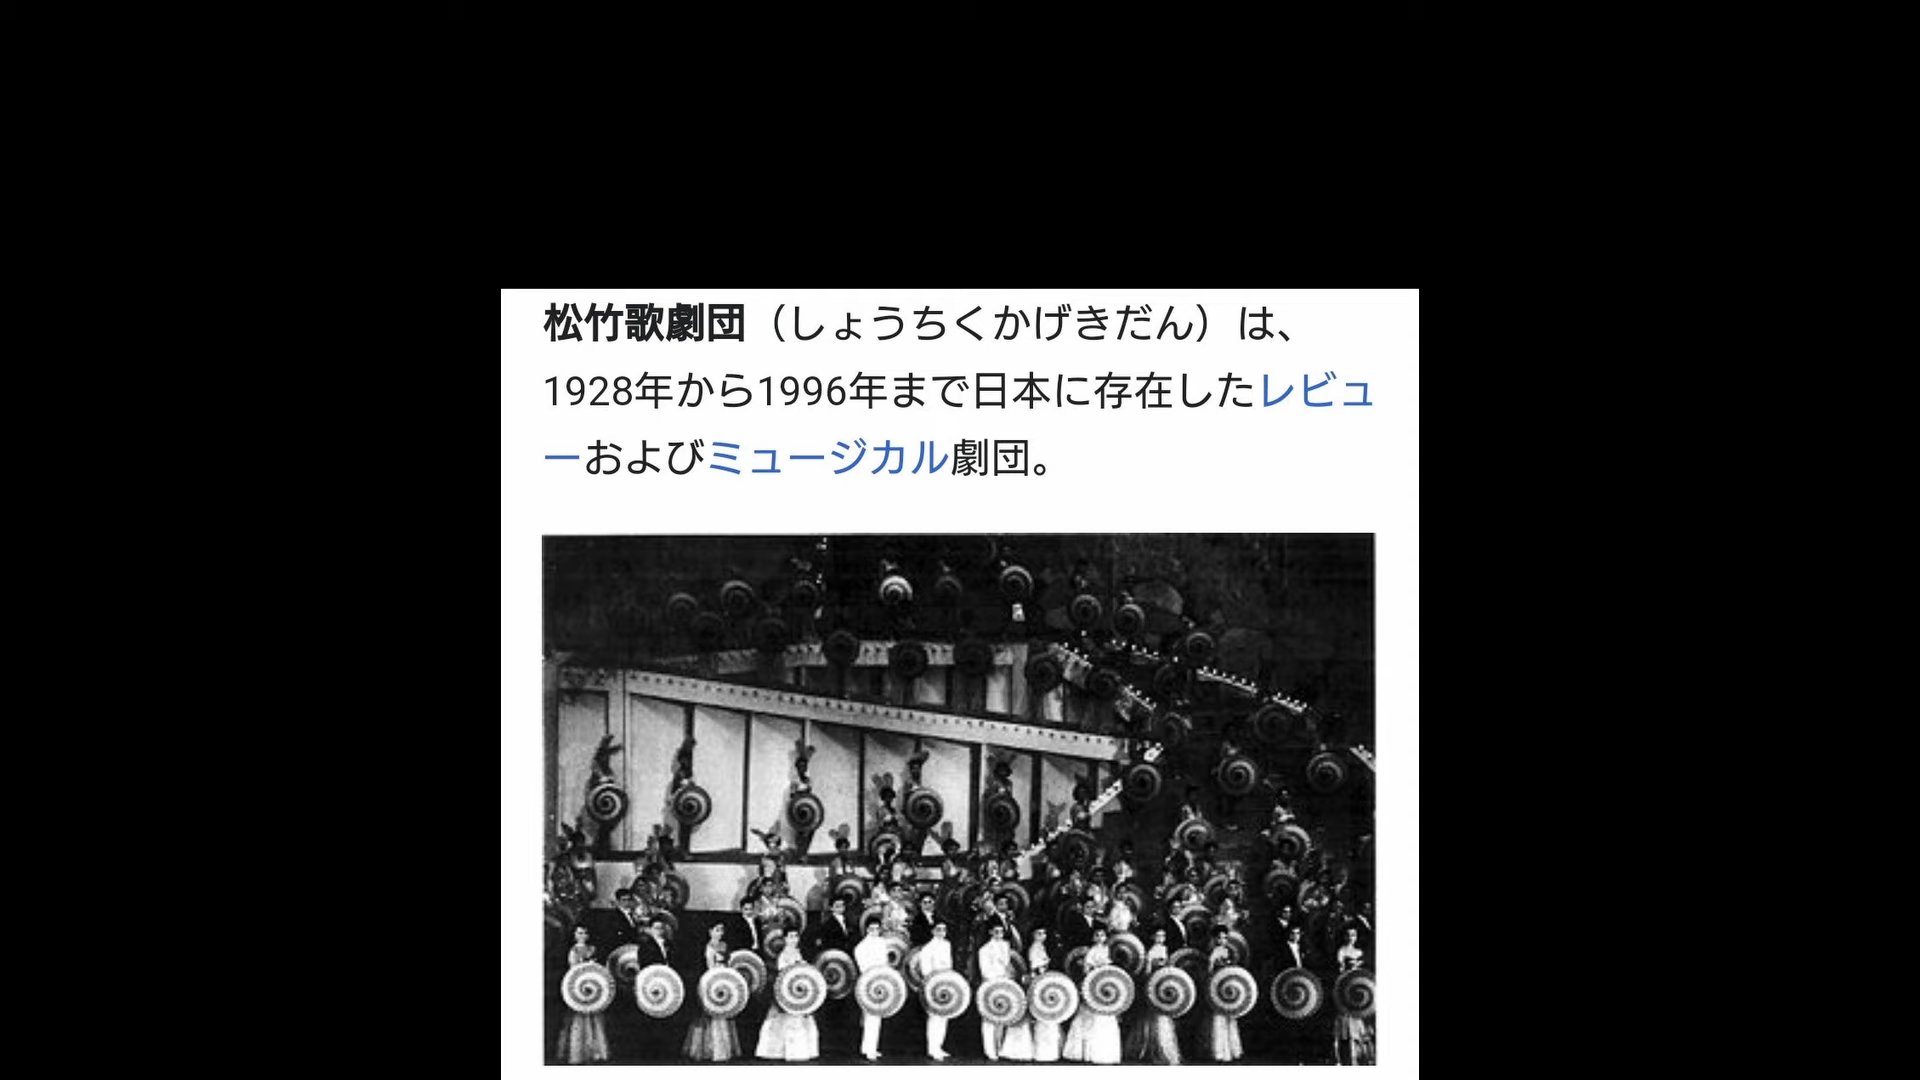 松竹歌劇団（しょうちくかげきだん）は、
1928年から1996年まで日本に存在したレビュ
ーおよびミュージカル劇団。